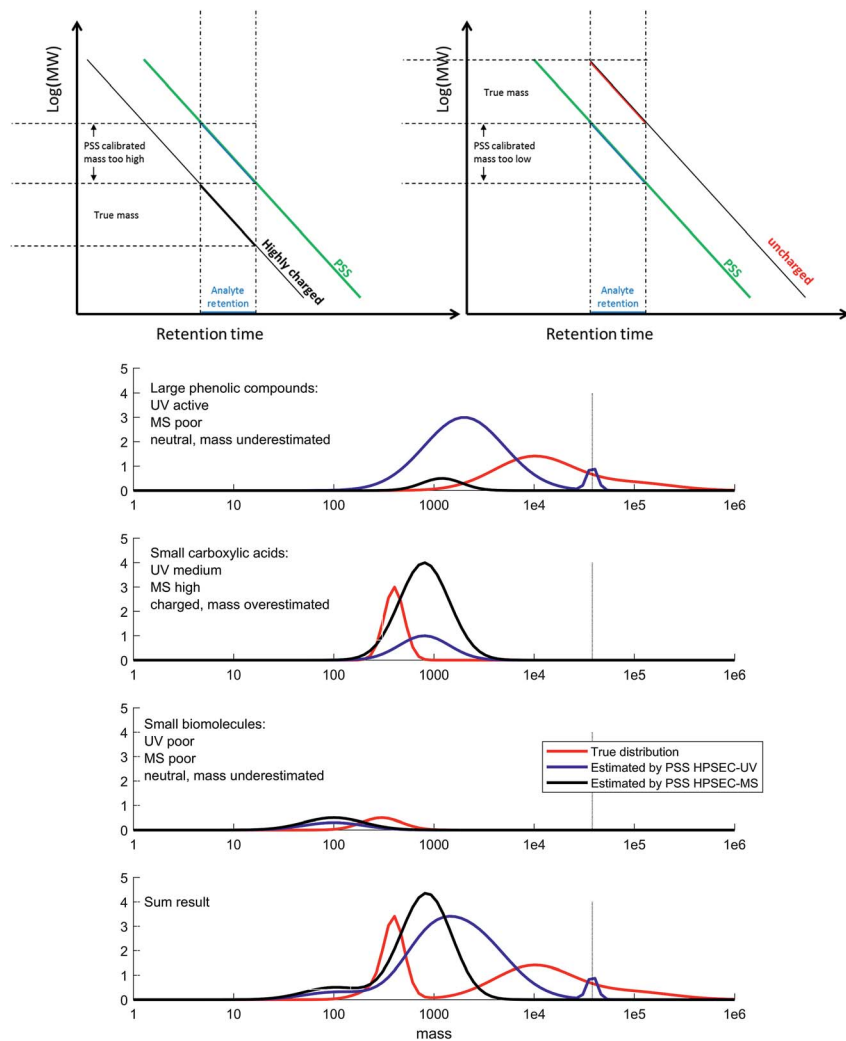 Log(MW)
PSS calibrated
mass too high
True mass
Highly charged
PSS
Analyte
retention
Retention time
Log(MW)
True mass
PSS calibrated
mass too low
uncharged
PSS
Analyte
retention
Retention time
5
4
3
2
1
0
Large phenolic compounds:
UV active
MS poor
neutral, mass underestimated
1 10 100 1000 1e4 1e5 1e6
5
4
3
2
1
0
Small carboxylic acids:
UV medium
MS high
charged, mass overestimated
1 10 100 1000 1e4 1e5 1e6
5
4
3
2
1
0
Small biomolecules:
UV poor
MS poor
neutral, mass underestimated
True distribution
Estimated by PSS HPSEC-UV
Estimated by PSS HPSEC-MS
1 10 100 1000 1e4 1e5 1e6
5
4
3
2
1
0
Sum result
1 10 100 1000 1e4 1e5 1e6
mass